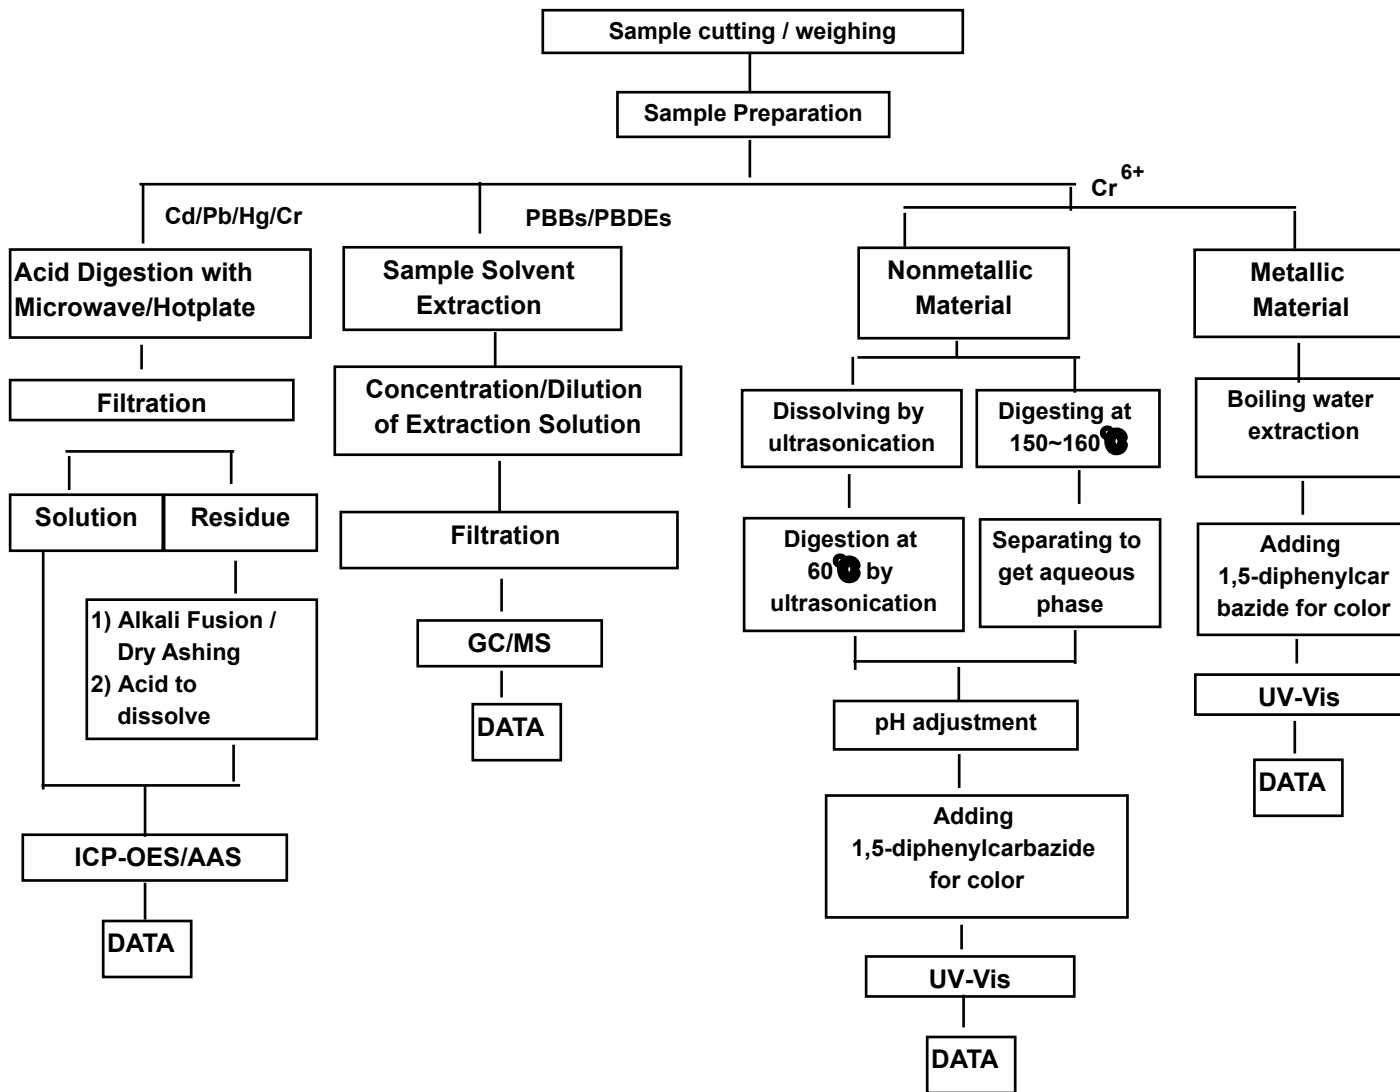 Sample cutting / weighing
Sample Preparation
Cd/Pb/Hg/Cr
PBBs/PBDEs
Cr 6+
Acid Digestion with
Microwave/Hotplate
Filtration
Solution
Residue
1) Alkali Fusion /
Dry Ashing
2) Acid to
dissolve
ICP-OES/AAS
DATA
Sample Solvent
Extraction
Concentration/Dilution
of Extraction Solution
Filtration
GC/MS
DATA
Nonmetallic
Material
Dissolving by
ultrasonication
Digestion at
60℃ by
ultrasonication
Digesting at
150~160℃
Separating to
get aqueous
phase
pH adjustment
Adding
1,5-diphenylcarbazide
for color
UV-Vis
DATA
Metallic
Material
Boiling water
extraction
Adding
1,5-diphenylcar
bazide for color
UV-Vis
DATA